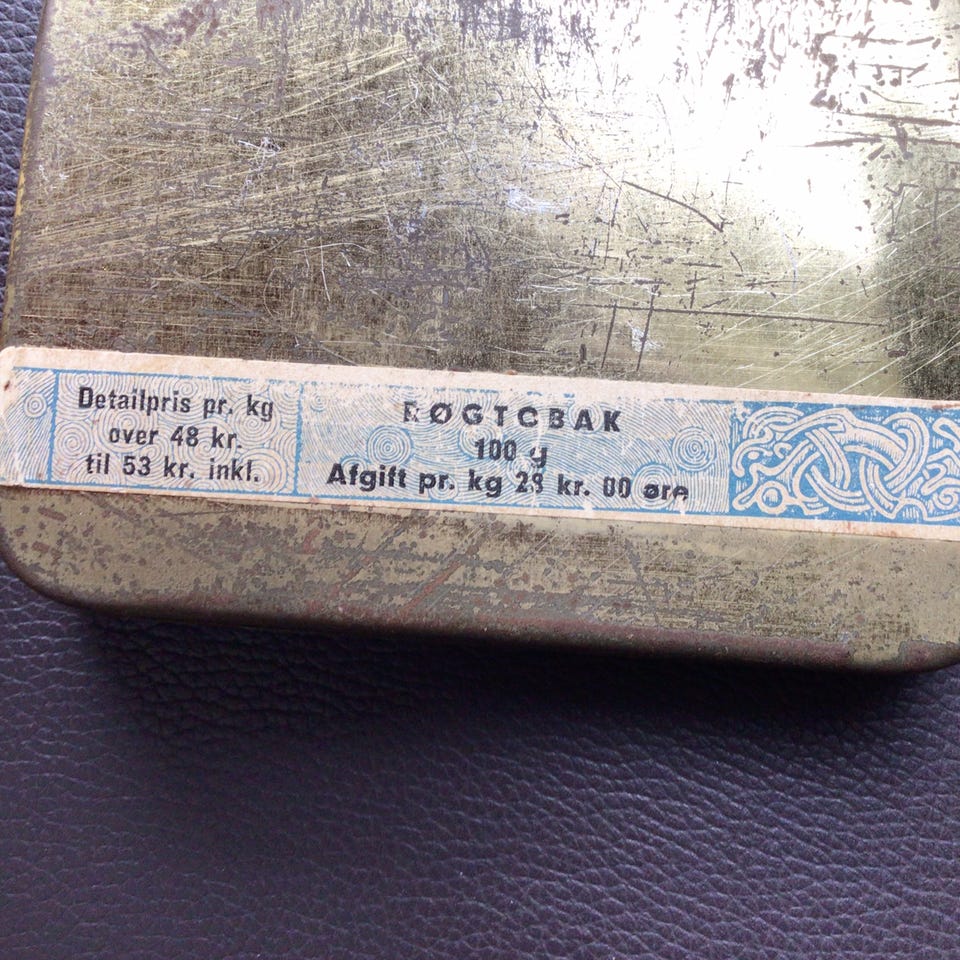 Detailpris pr. kg
over 48 kr.
til 53 kr. inkl.
RØGTOBAK
100 g
Afgift pr. kg 28 kr. 00 øre